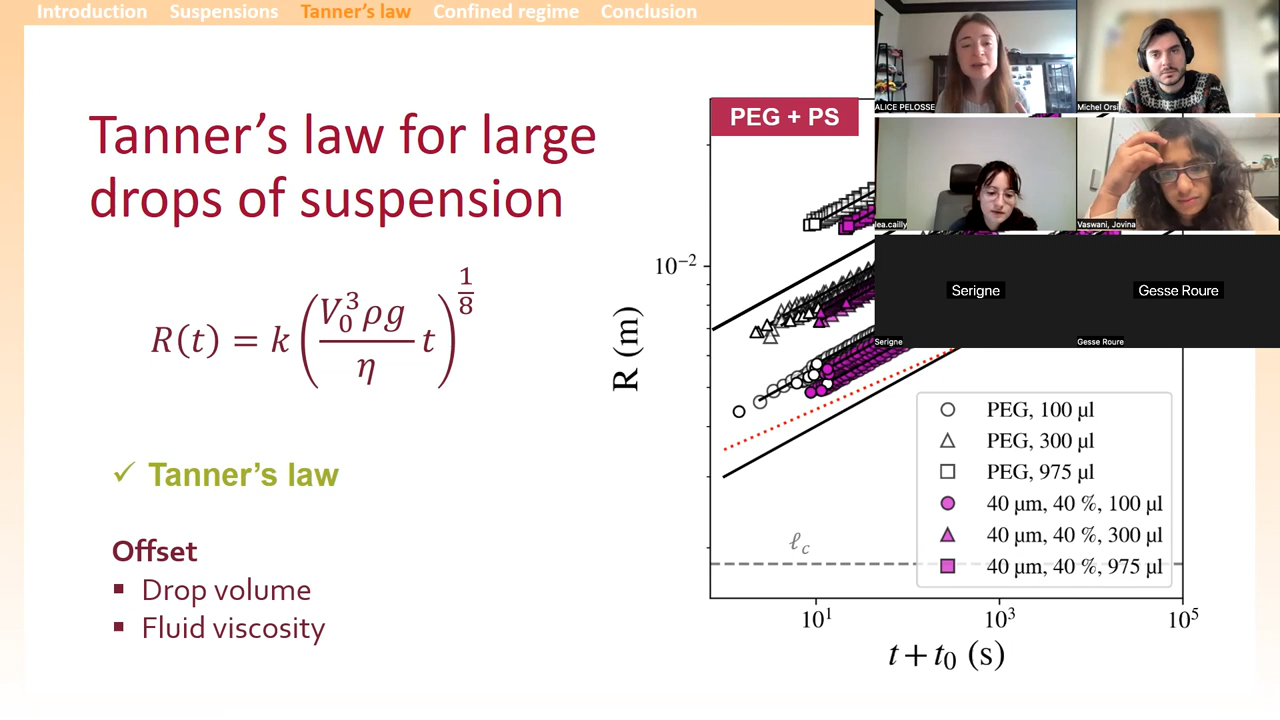 Introduction Suspensions Tanner's law Confined regime Conclusion
Tanner's law for large
drops of suspension
R(t) = k (V₀³ρg / η t)^(1/8)
✓ Tanner's law
Offset
▪ Drop volume
▪ Fluid viscosity
PEG + PS
R (m)
10⁻²
ℓc
PEG, 100 µl
PEG, 300 µl
PEG, 975 µl
40 µm, 40 %, 100 µl
40 µm, 40 %, 300 µl
40 µm, 40 %, 975 µl
10¹ 10³ 10⁵
t + t₀ (s)
ALICE PELOSSE
Michel Orsi
lea.cailly
Vaswani, Jovina
Serigne
Gesse Roure
Serigne
Gesse Roure